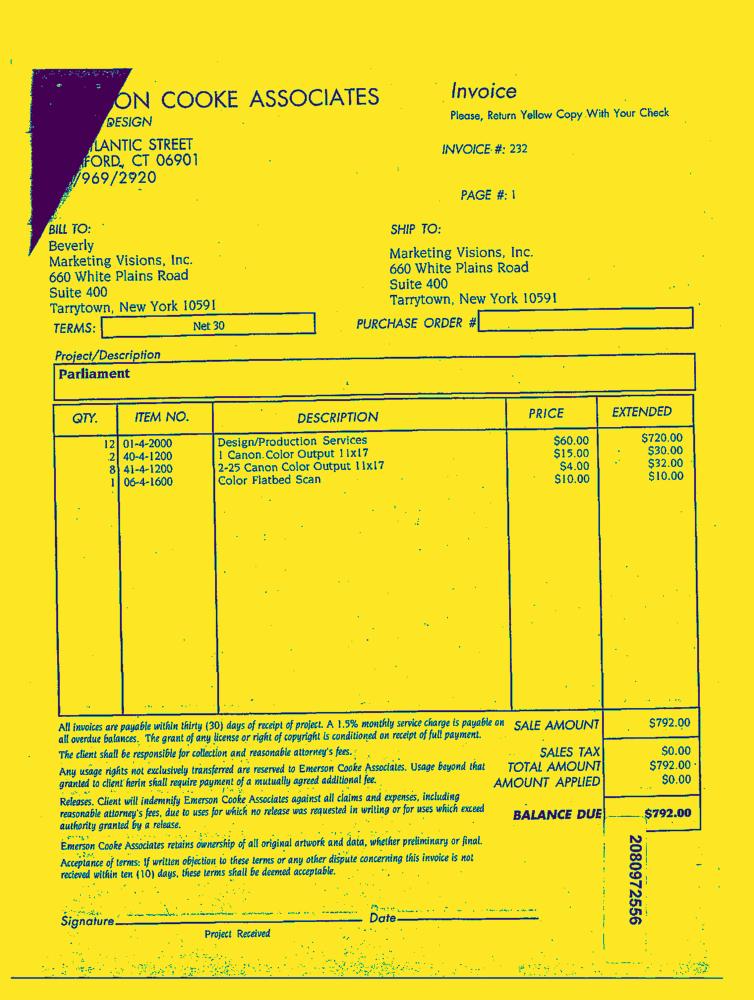 ON COOKE ASSOCIATES
DESIGN
LANTIC STREET
FORD, CT 06901
/969/2920
Invoice
Please, Return Yellow Copy With Your Check
INVOICE #: 232
PAGE #: 1
BILL TO:
Beverly
Marketing Visions, Inc.
660 White Plains Road
Suite 400
Tarrytown, New York 10591
SHIP TO:
Marketing Visions, Inc.
660 White Plains Road
Suite 400
Tarrytown, New York 10591
TERMS: Net 30
PURCHASE ORDER #
Project/Description
Parliament
QTY. ITEM NO. DESCRIPTION PRICE EXTENDED
12 01-4-2000 Design/Production Services $60.00 $720.00
2 40-4-1200 1 Canon Color Output 11x17 $15.00 $30.00
8 41-4-1200 2-25 Canon Color Output 11x17 $4.00 $32.00
1 06-4-1600 Color Flatbed Scan $10.00 $10.00
All invoices are payable within thirty (30) days of receipt of project. A 1.5% monthly service charge is payable on
all overdue balances. The grant of any license or right of copyright is conditioned on receipt of full payment.
The client shall be responsible for collection and reasonable attorney's fees.
Any usage rights not exclusively transferred are reserved to Emerson Cooke Associates. Usage beyond that
granted to client herin shall require payment of a mutually agreed additional fee.
Releases. Client will indemnify Emerson Cooke Associates against all claims and expenses, including
reasonable attorney's fees, due to uses for which no release was requested in writing or for uses which exceed
authority granted by a release.
Emerson Cooke Associates retains ownership of all original artwork and data, whether preliminary or final.
Acceptance of terms: If written objection to these terms or any other dispute concerning this invoice is not
recieved within ten (10) days, these terms shall be deemed acceptable.
SALE AMOUNT $792.00
SALES TAX $0.00
TOTAL AMOUNT $792.00
AMOUNT APPLIED $0.00
BALANCE DUE $792.00
2080972556
Signature Date
Project Received